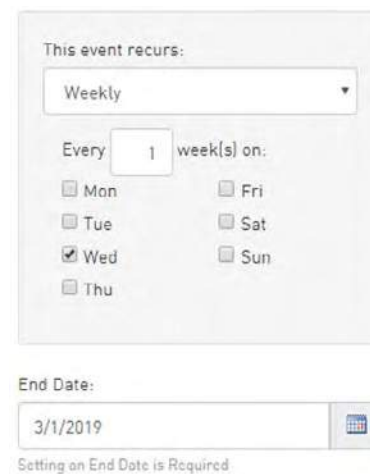 This event recurs:
Weekly
Every 1 week(s) on:
Mon Fri
Tue Sat
Wed Sun
Thu
End Date:
3/1/2019
Setting an End Date is Required